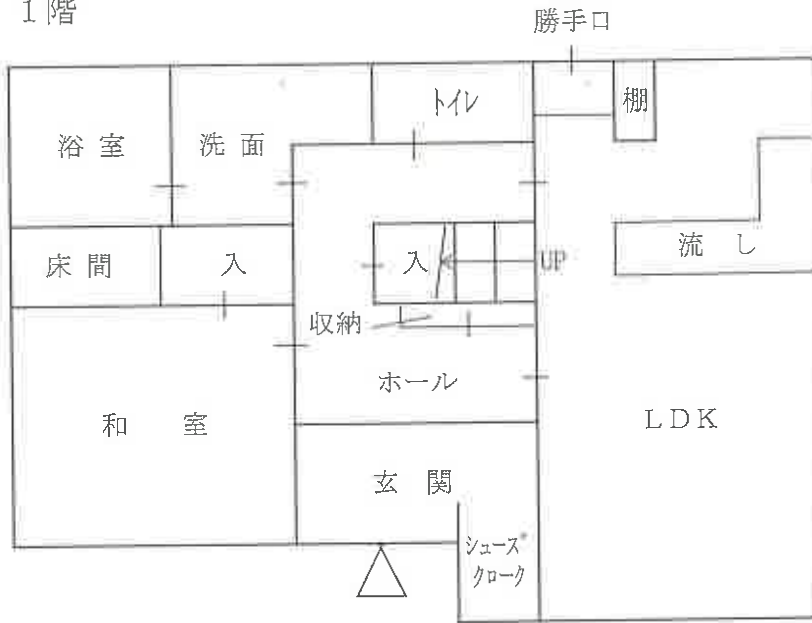 1階
勝手口
浴室
洗面
トイレ
棚
床間
入
入
UP
流し
収納
ホール
和室
LDK
玄関
シューズ
クローク